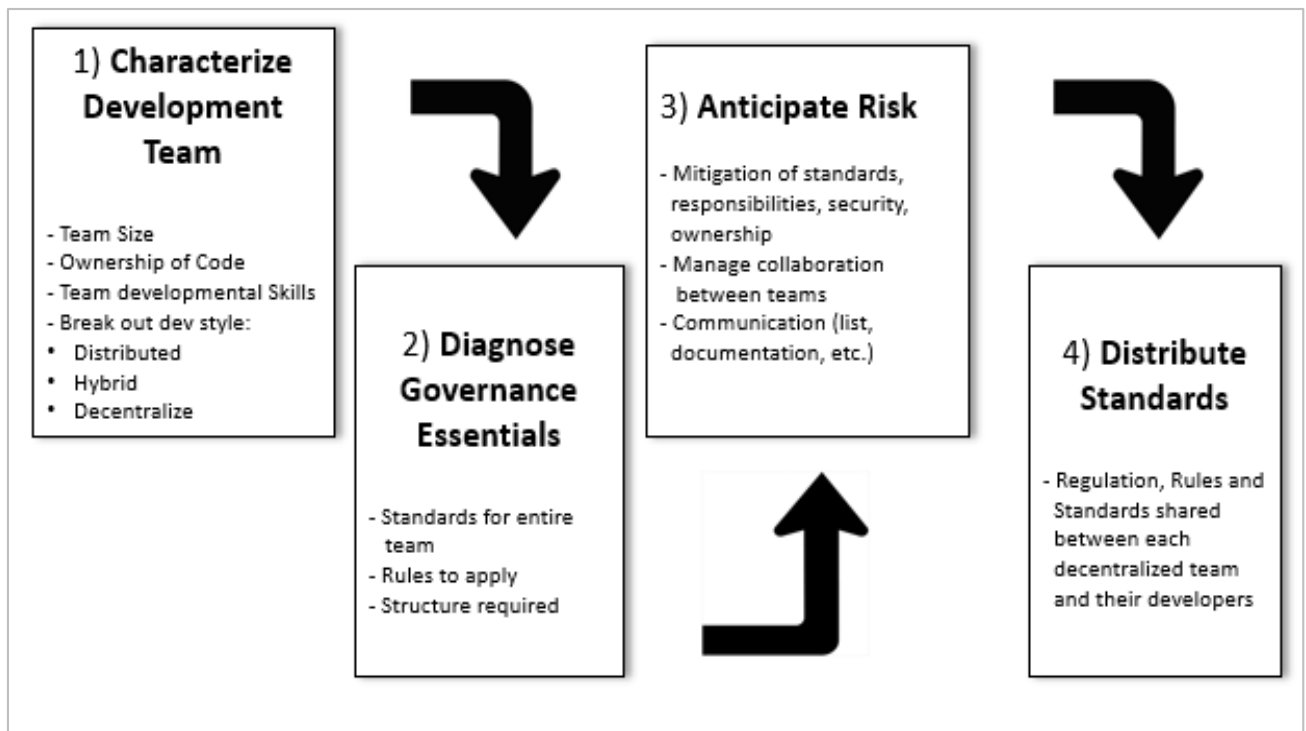 1) Characterize
Development
Team
- Team Size
- Ownership of Code
- Team developmental Skills
- Break out dev style:
• Distributed
• Hybrid
• Decentralize
2) Diagnose
Governance
Essentials
- Standards for entire
team
- Rules to apply
- Structure required
3) Anticipate Risk
- Mitigation of standards,
responsibilities, security,
ownership
- Manage collaboration
between teams
- Communication (list,
documentation, etc.)
4) Distribute
Standards
- Regulation, Rules and
Standards shared
between each
decentralized team
and their developers